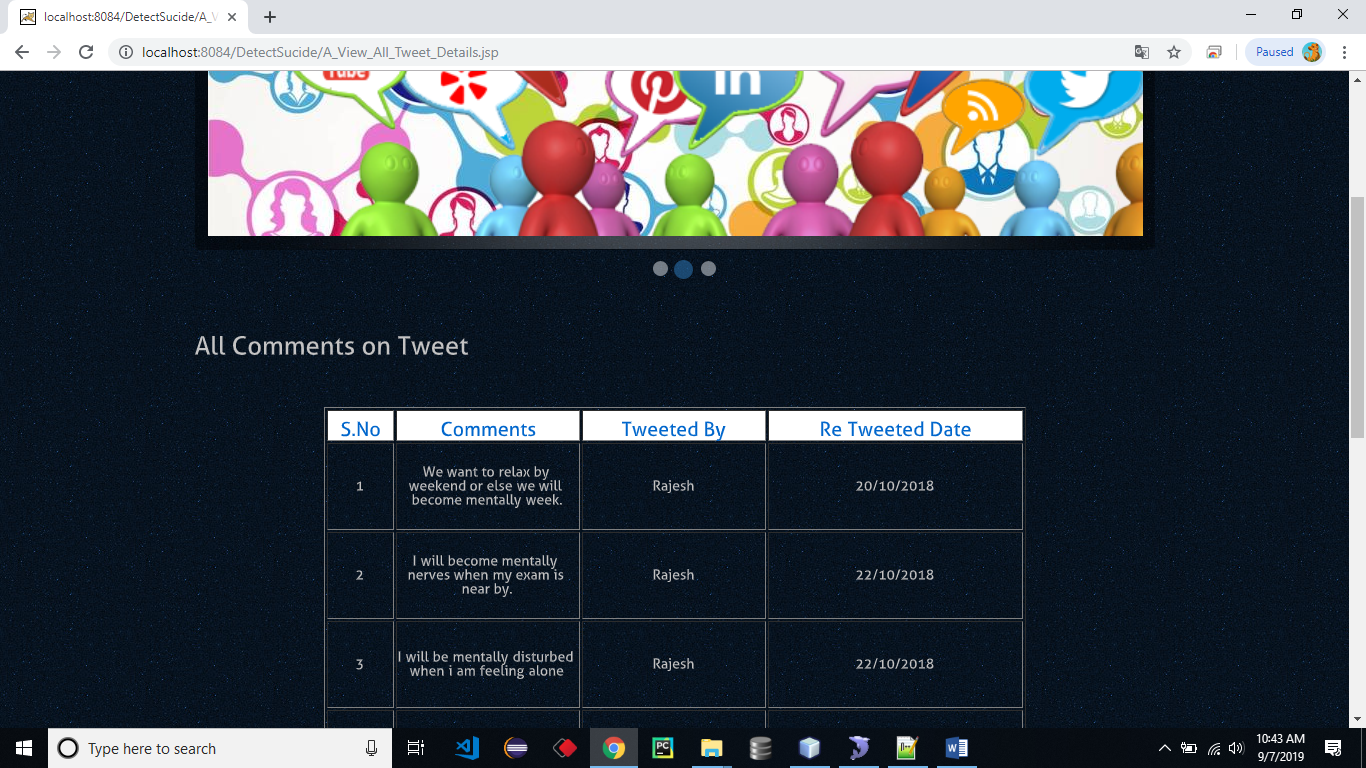 localhost:8084/DetectSucide/A_V
localhost:8084/DetectSucide/A_View_All_Tweet_Details.jsp
Paused
Tube
in
All Comments on Tweet
S.No Comments Tweeted By Re Tweeted Date
We want to relax by
1 weekend or else we will Rajesh 20/10/2018
become mentally week.
I will become mentally
2 nerves when my exam is Rajesh 22/10/2018
near by.
3 I will be mentally disturbed Rajesh 22/10/2018
when i am feeling alone
Type here to search
PC
W
10:43 AM
9/7/2019